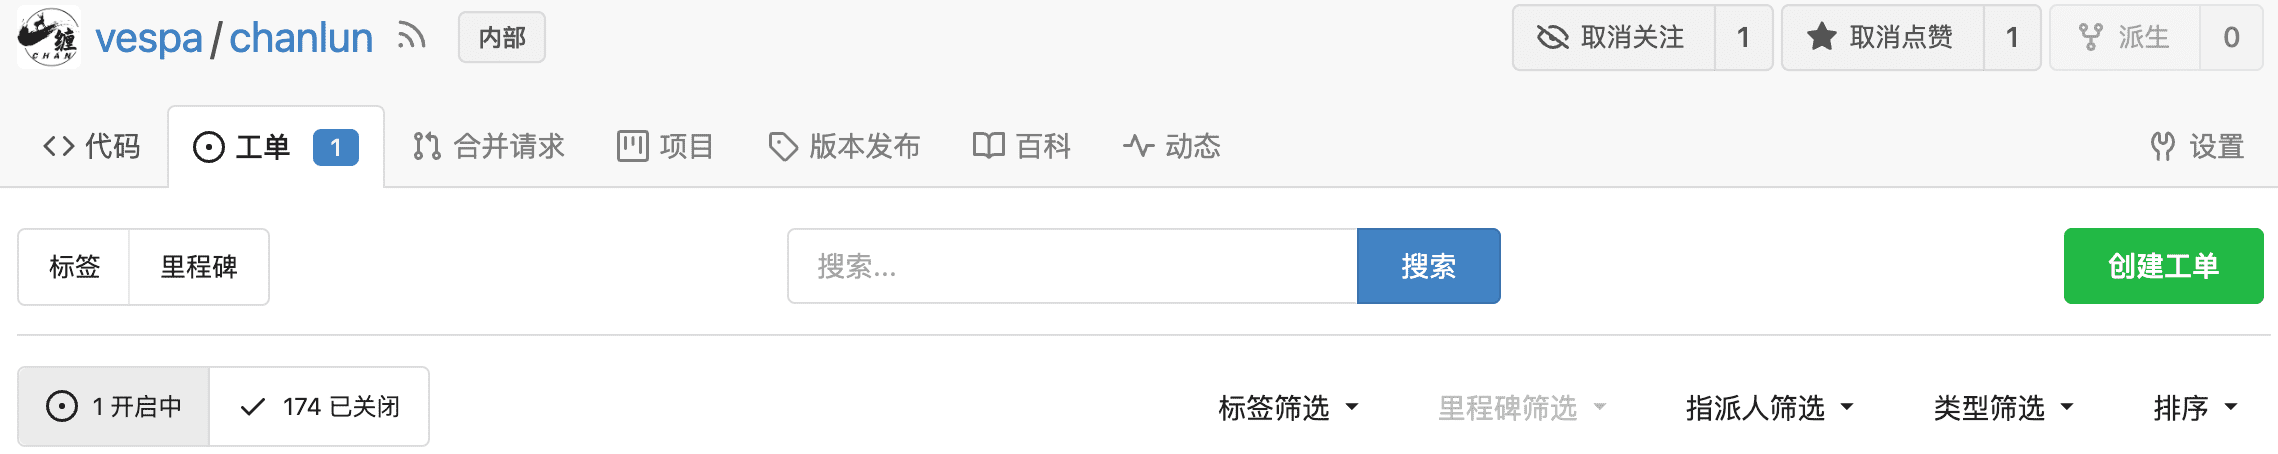 缠 CHAN vespa / chanlun 内部 取消关注 1 取消点赞 1 派生 0
代码 工单 1 合并请求 项目 版本发布 百科 动态 设置
标签 里程碑 搜索... 搜索 创建工单
1 开启中 174 已关闭 标签筛选 里程碑筛选 指派人筛选 类型筛选 排序